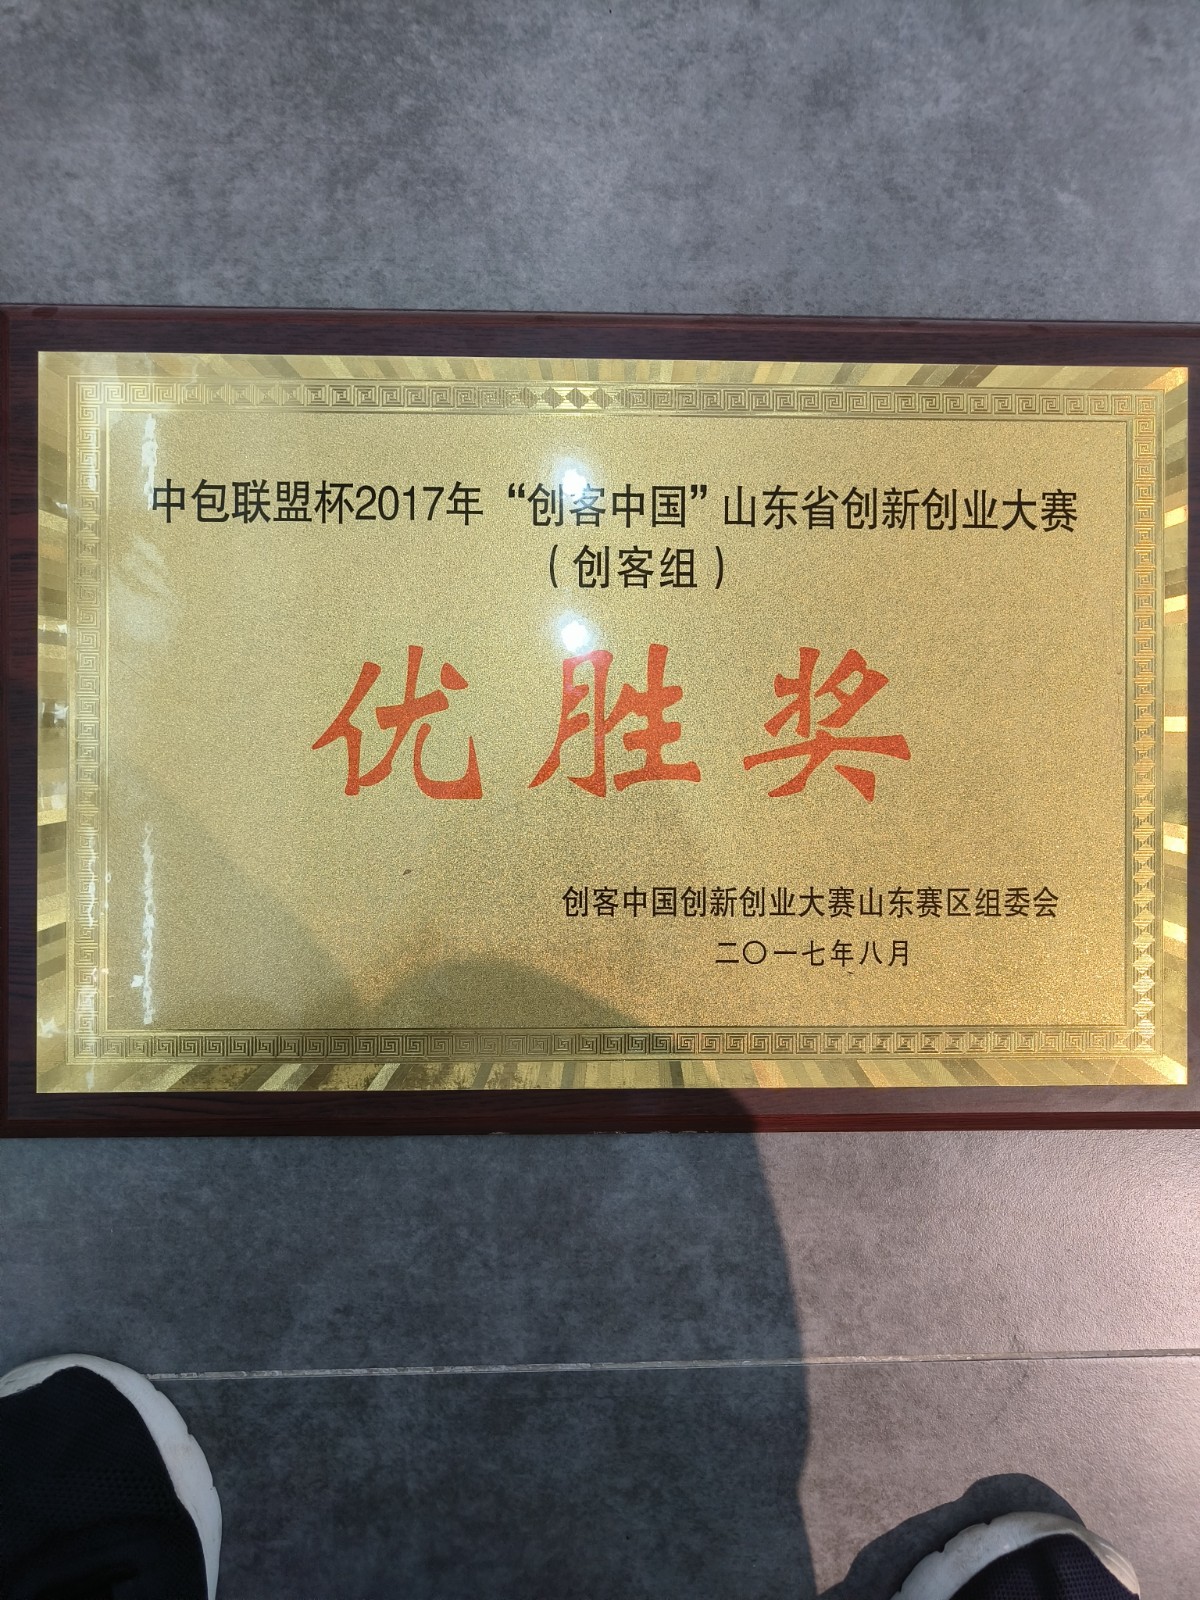 中包联盟杯2017年“创客中国”山东省创新创业大赛
（创客组）
优胜奖
创客中国创新创业大赛山东赛区组委会
二〇一七年八月